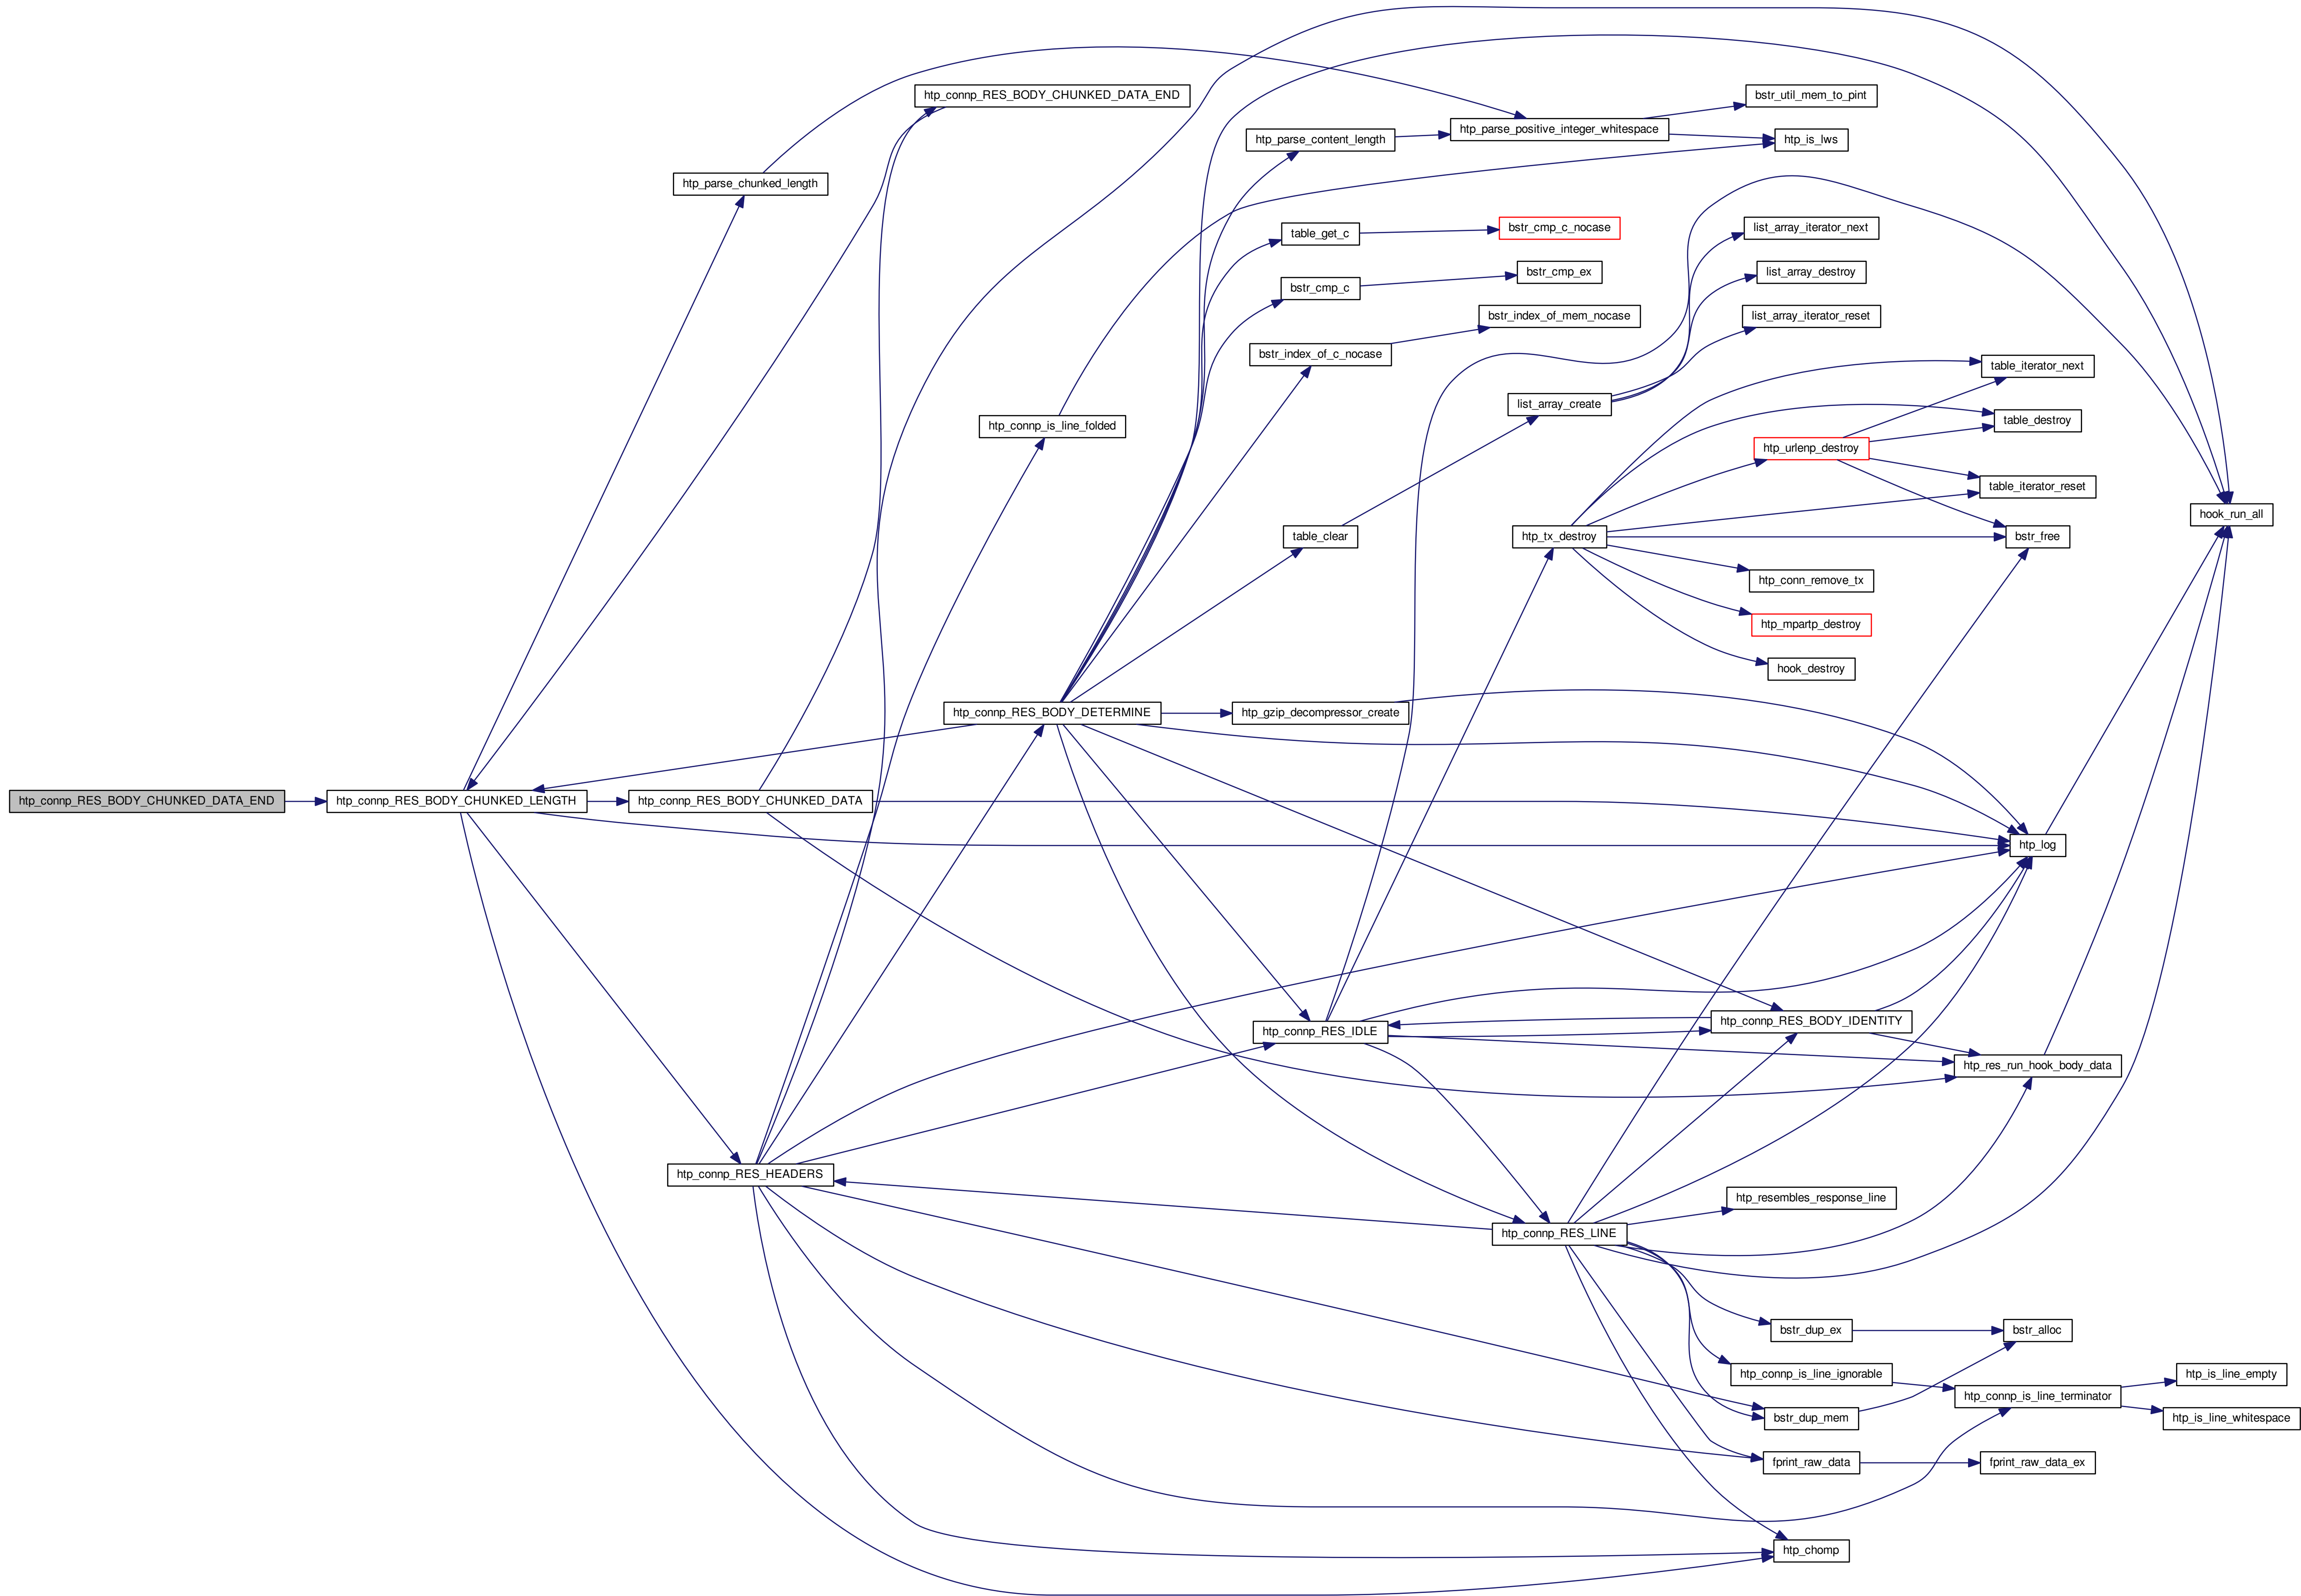 htp_connp_RES_BODY_CHUNKED_DATA_END
htp_connp_RES_BODY_CHUNKED_LENGTH
htp_parse_chunked_length
htp_connp_RES_BODY_CHUNKED_DATA
htp_connp_RES_HEADERS
htp_connp_RES_BODY_CHUNKED_DATA_END
htp_connp_is_line_folded
htp_connp_RES_BODY_DETERMINE
htp_parse_content_length
table_get_c
bstr_cmp_c
bstr_index_of_c_nocase
table_clear
htp_gzip_decompressor_create
htp_connp_RES_IDLE
htp_parse_positive_integer_whitespace
bstr_cmp_c_nocase
bstr_cmp_ex
bstr_index_of_mem_nocase
list_array_create
htp_tx_destroy
htp_connp_RES_LINE
bstr_util_mem_to_pint
htp_is_lws
list_array_iterator_next
list_array_destroy
list_array_iterator_reset
htp_urlenp_destroy
htp_conn_remove_tx
htp_mpartp_destroy
hook_destroy
htp_connp_RES_BODY_IDENTITY
htp_resembles_response_line
bstr_dup_ex
htp_connp_is_line_ignorable
bstr_dup_mem
fprint_raw_data
htp_chomp
table_iterator_next
table_destroy
table_iterator_reset
bstr_free
htp_log
htp_res_run_hook_body_data
bstr_alloc
htp_connp_is_line_terminator
fprint_raw_data_ex
hook_run_all
htp_is_line_empty
htp_is_line_whitespace